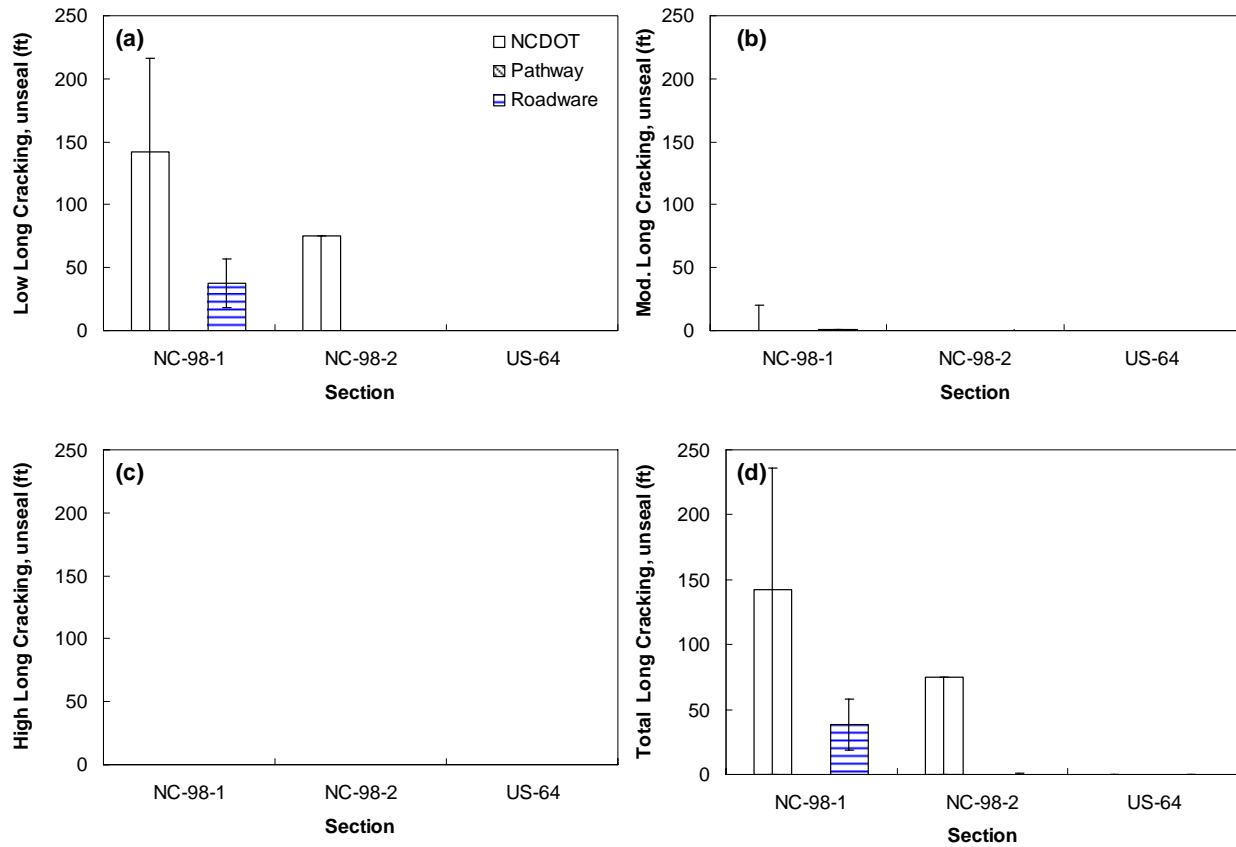 (a)
NCDOT
Pathway
Roadware
Low Long Cracking, unseal (ft)
250
200
150
100
50
0
NC-98-1 NC-98-2 US-64
Section
(b)
Mod. Long Cracking, unseal (ft)
250
200
150
100
50
0
NC-98-1 NC-98-2 US-64
Section
(c)
High Long Cracking, unseal (ft)
250
200
150
100
50
0
NC-98-1 NC-98-2 US-64
Section
(d)
Total Long Cracking, unseal (ft)
250
200
150
100
50
0
NC-98-1 NC-98-2 US-64
Section